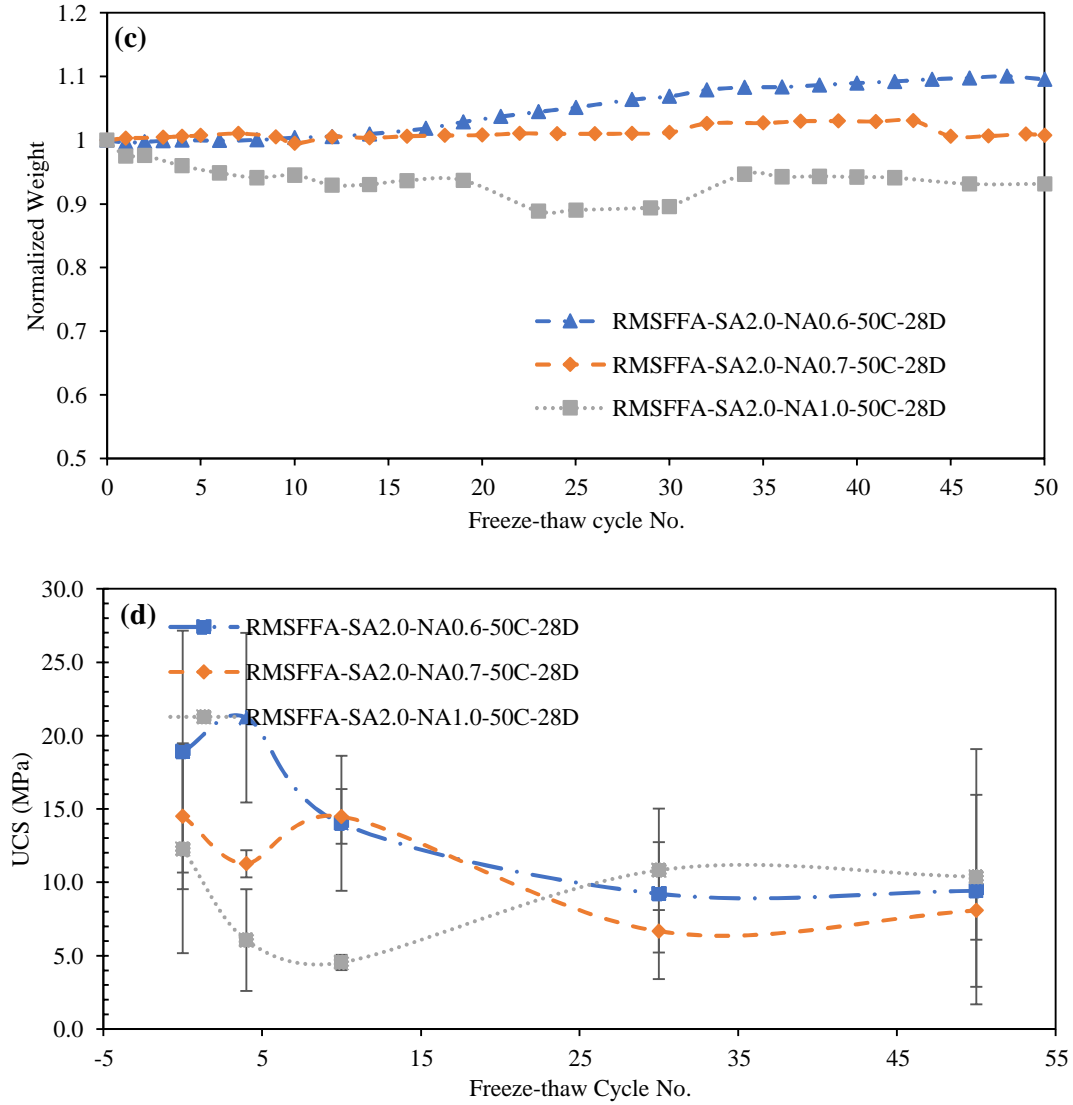 (c)
Normalized Weight
1.2
1.1
1
0.9
0.8
0.7
0.6
0.5
RMSFFA-SA2.0-NA0.6-50C-28D
RMSFFA-SA2.0-NA0.7-50C-28D
RMSFFA-SA2.0-NA1.0-50C-28D
0 5 10 15 20 25 30 35 40 45 50
Freeze-thaw cycle No.
(d)
UCS (MPa)
30.0
25.0
20.0
15.0
10.0
5.0
0.0
RMSFFA-SA2.0-NA0.6-50C-28D
RMSFFA-SA2.0-NA0.7-50C-28D
RMSFFA-SA2.0-NA1.0-50C-28D
-5 5 15 25 35 45 55
Freeze-thaw Cycle No.